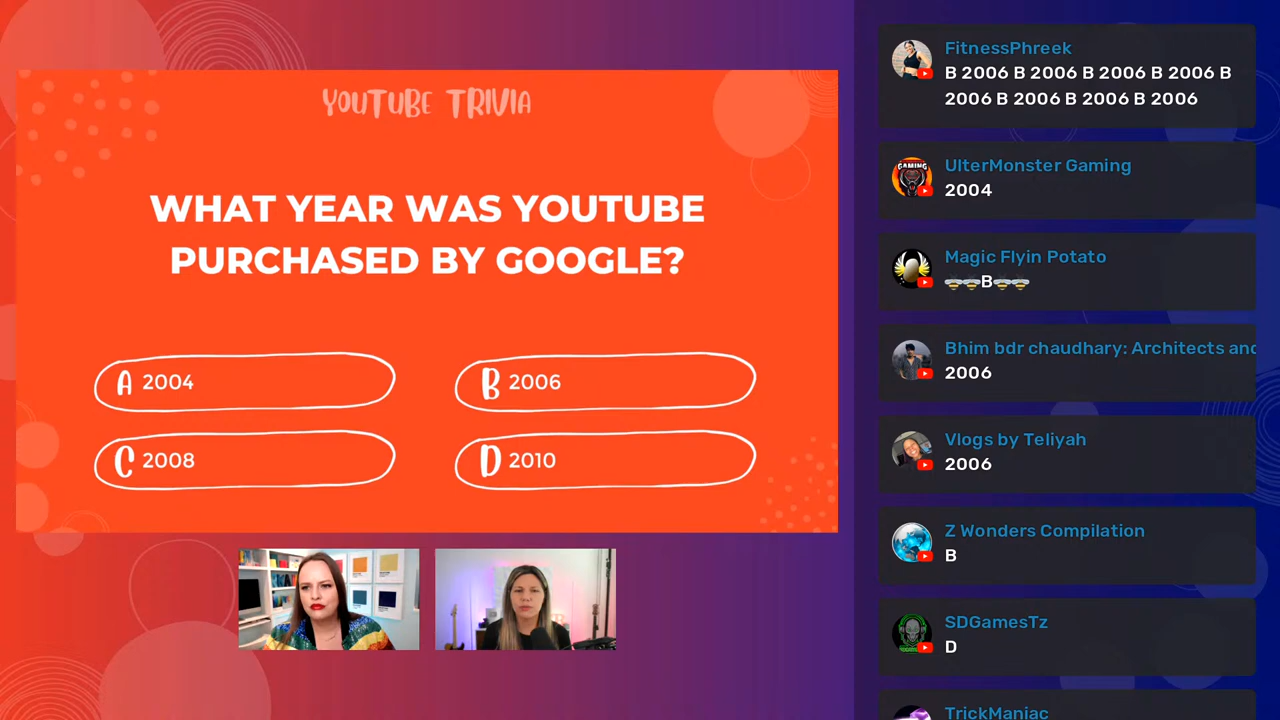 YOUTUBE TRIVIA
WHAT YEAR WAS YOUTUBE
PURCHASED BY GOOGLE?
A 2004
B 2006
C 2008
D 2010
FitnessPhreek
B 2006 B 2006 B 2006 B 2006 B
2006 B 2006 B 2006 B 2006
UlterMonster Gaming
2004
Magic Flyin Potato
🐝🐝B🐝🐝
Bhim bdr chaudhary: Architects and
2006
Vlogs by Teliyah
2006
Z Wonders Compilation
B
SDGamesTz
D
TrickManiac